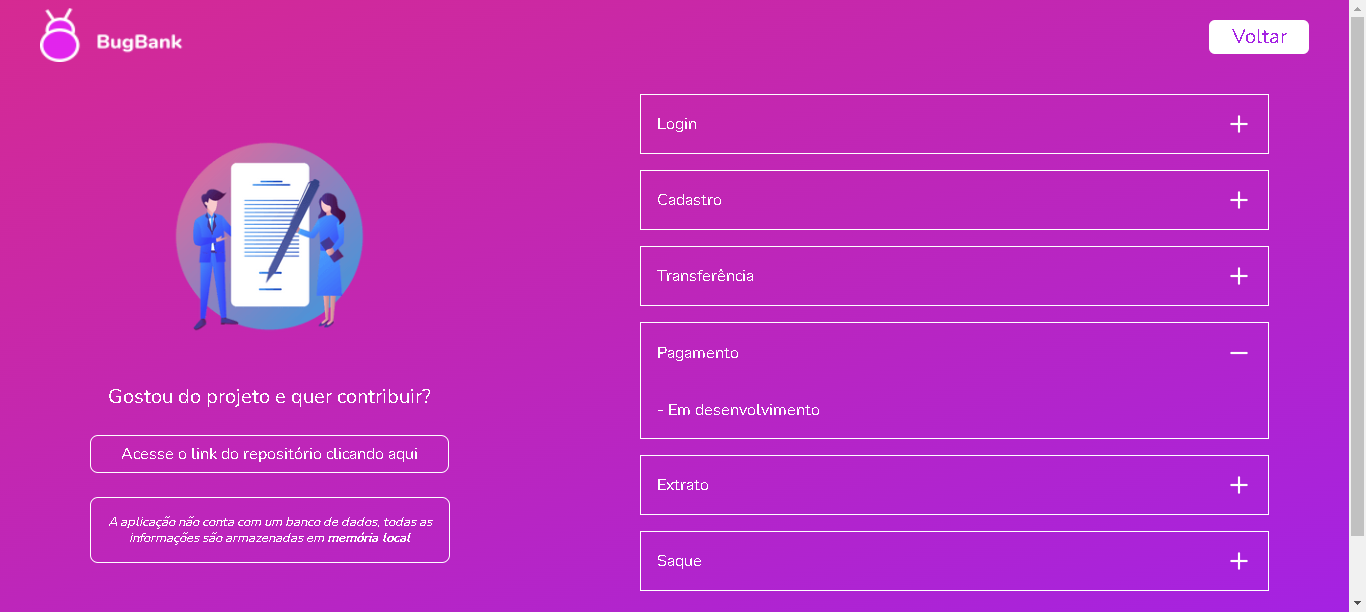 BugBank
Voltar
Login
Cadastro
Transferência
Pagamento
- Em desenvolvimento
Extrato
Saque
Gostou do projeto e quer contribuir?
Acesse o link do repositório clicando aqui
A aplicação não conta com um banco de dados, todas as
informações são armazenadas em memória local